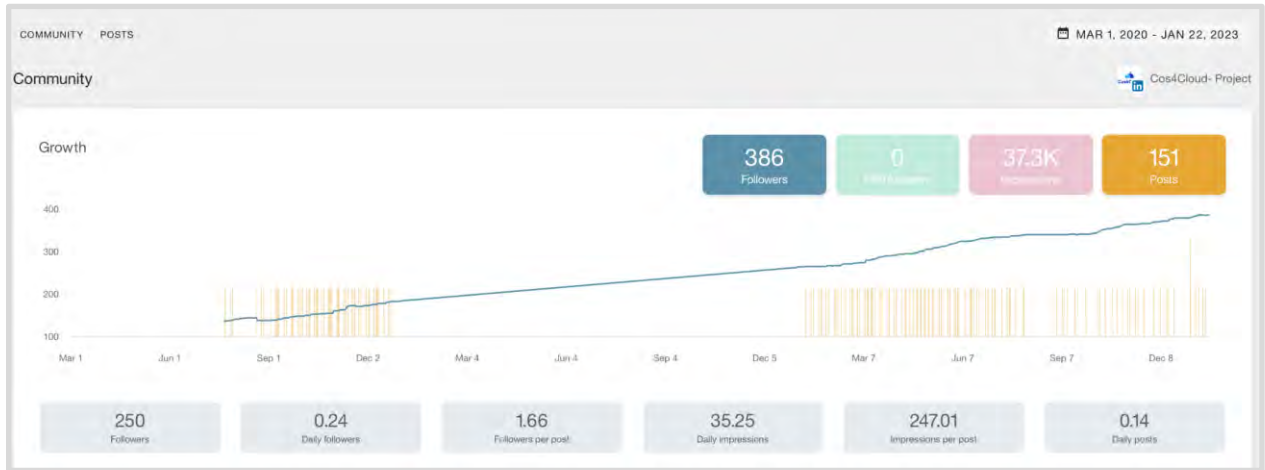 COMMUNITY POSTS
MAR 1, 2020 - JAN 22, 2023
Community
Cos4Cloud- Project
Growth
386
Followers
0
37.3K
Impressions
151
Posts
400
300
200
100
Mar 1 Jun 1 Sep 1 Dec 2 Mar 4 Jun 4 Sep 4 Dec 5 Mar 7 Jun 7 Sep 7 Dec 8
250
Followers
0.24
Daily followers
1.66
Followers per post
35.25
Daily impressions
247.01
Impressions per post
0.14
Daily posts